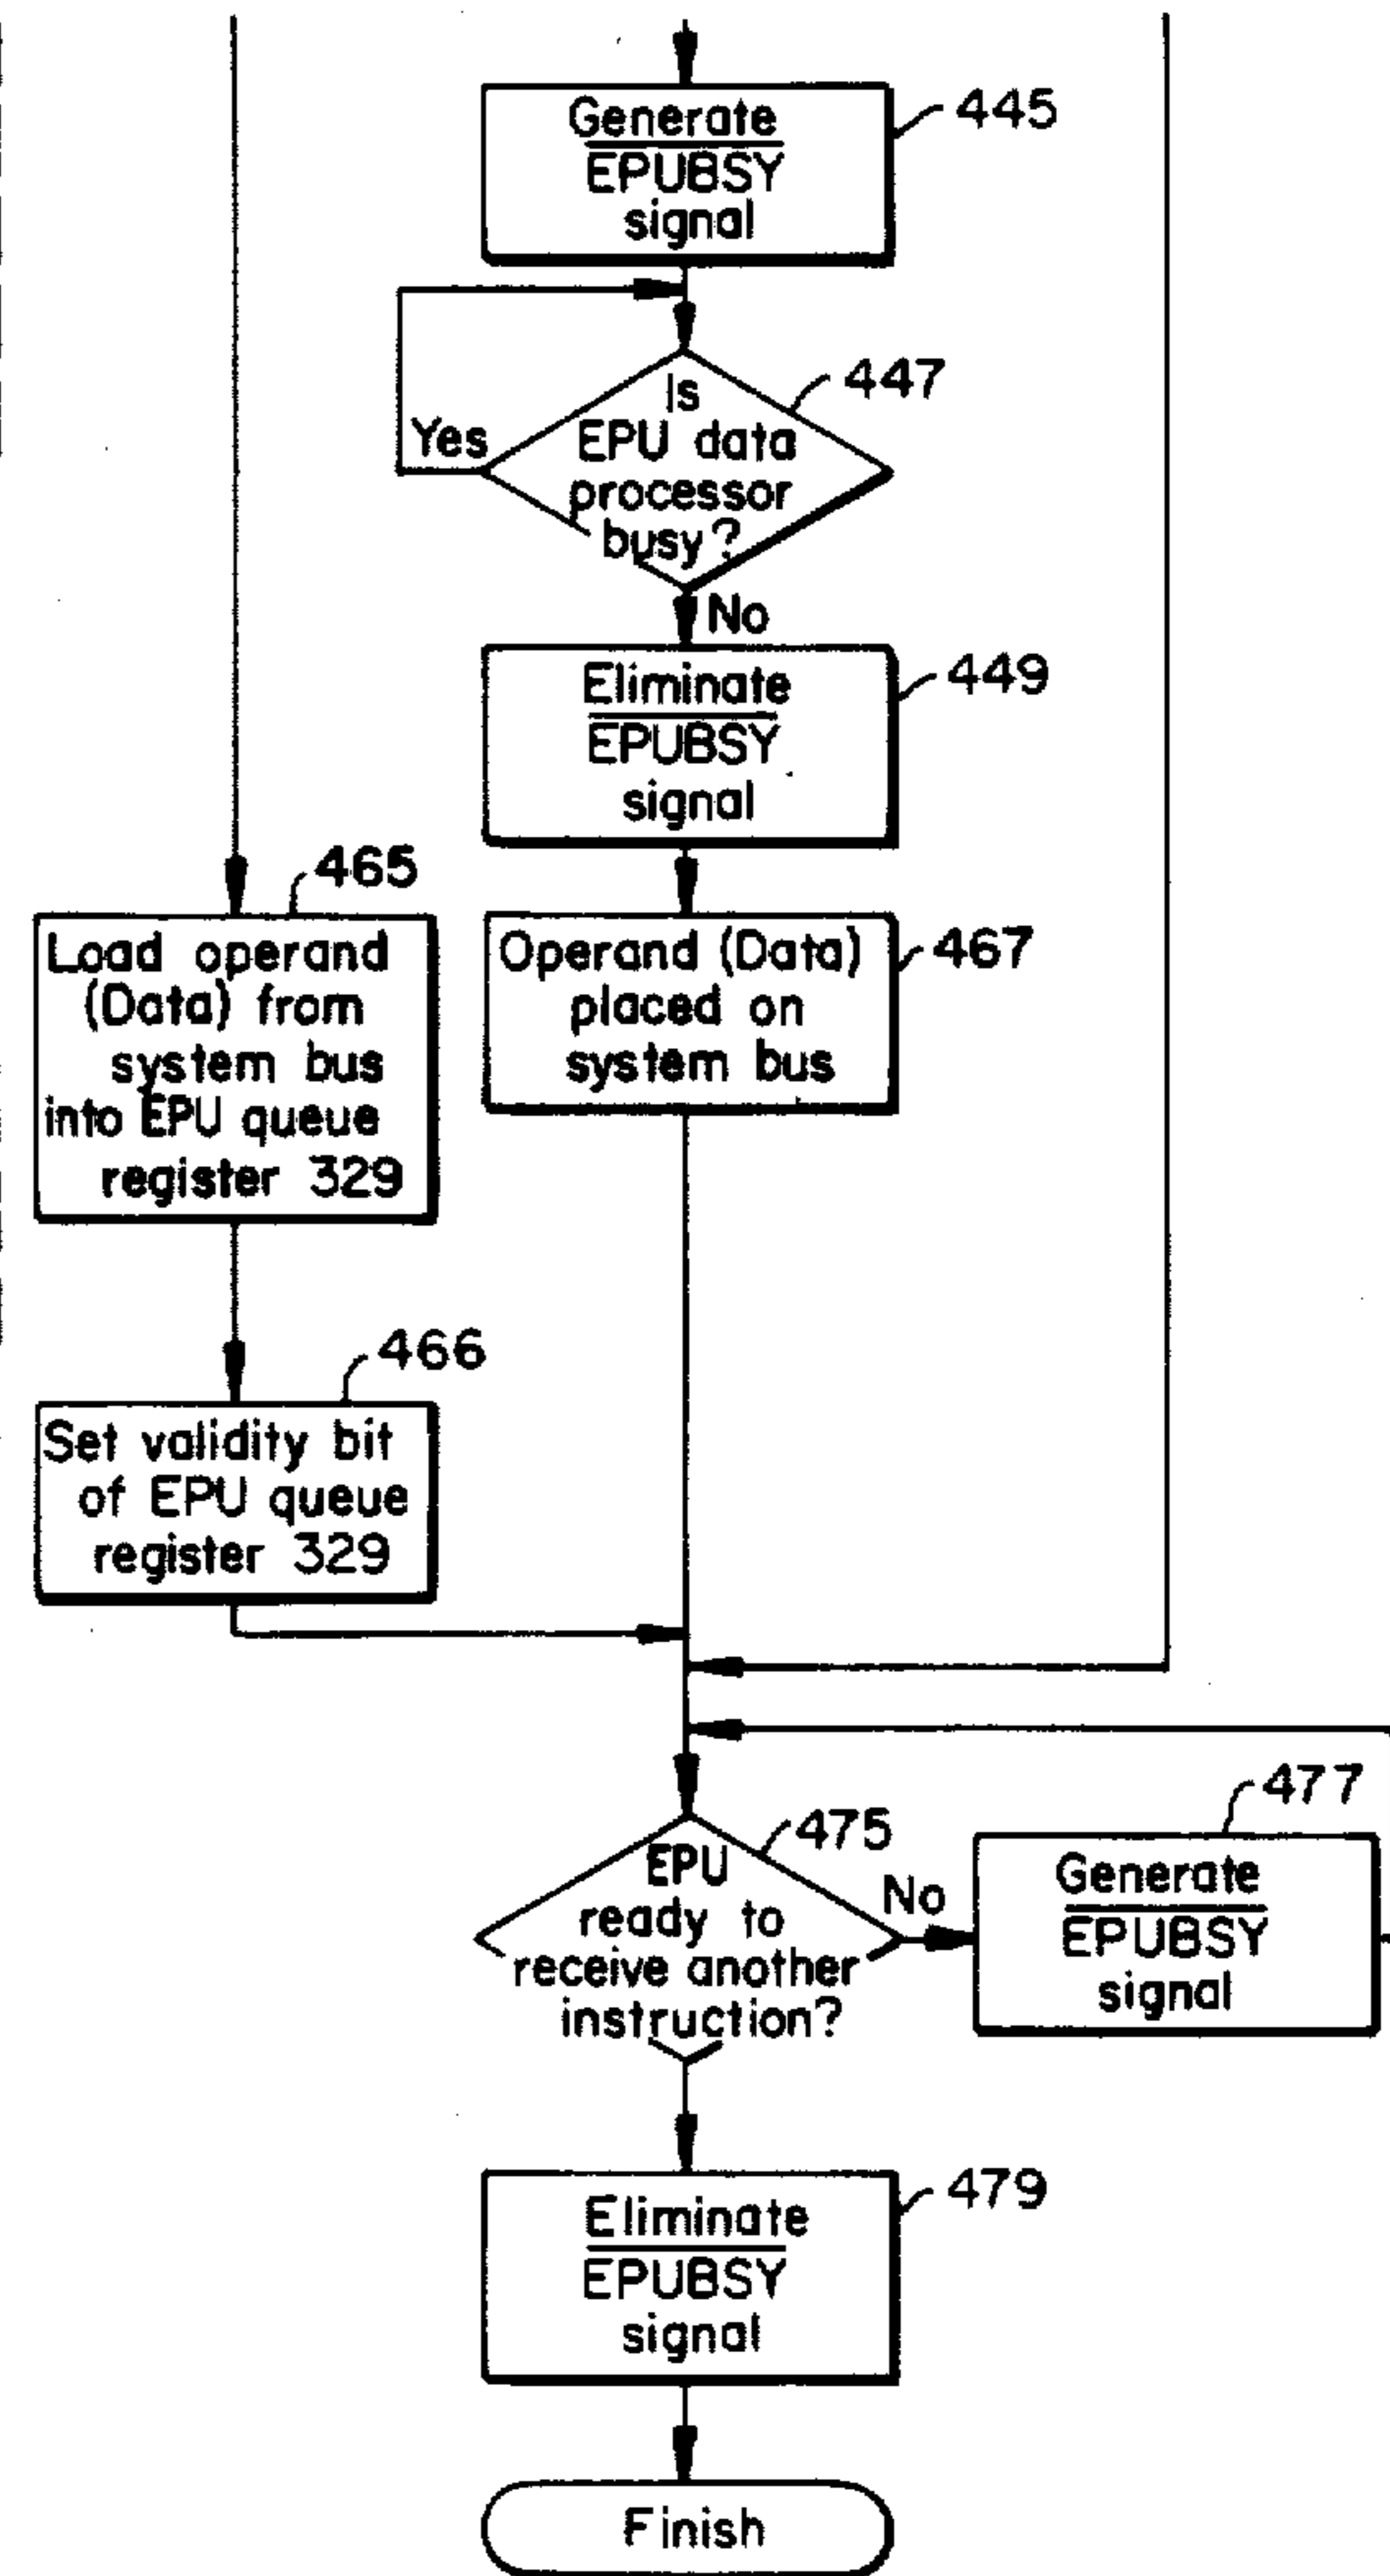 Generate
EPUBSY
signal
445
Is
EPU data
processor
busy?
447
Yes
No
Eliminate
EPUBSY
signal
449
465
Load operand
(Data) from
system bus
into EPU queue
register 329
Operand (Data)
placed on
system bus
467
466
Set validity bit
of EPU queue
register 329
475
EPU
ready to
receive another
instruction?
No
477
Generate
EPUBSY
signal
Eliminate
EPUBSY
signal
479
Finish